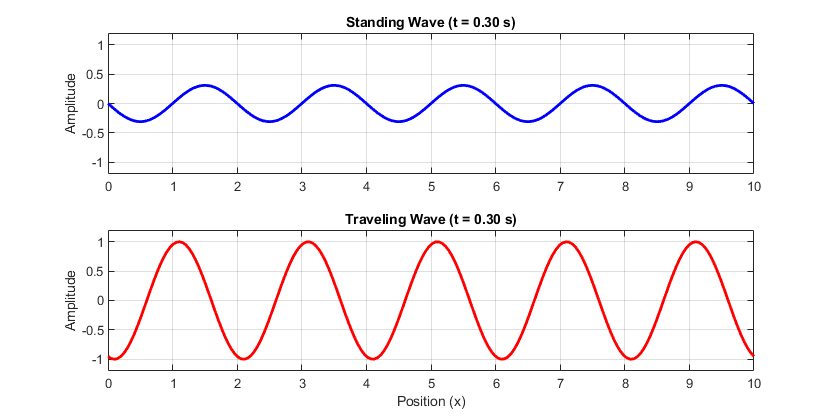 Standing Wave (t = 0.30 s)
Amplitude
1
0.5
0
-0.5
-1
0 1 2 3 4 5 6 7 8 9 10
Traveling Wave (t = 0.30 s)
Amplitude
1
0.5
0
-0.5
-1
0 1 2 3 4 5 6 7 8 9 10
Position (x)